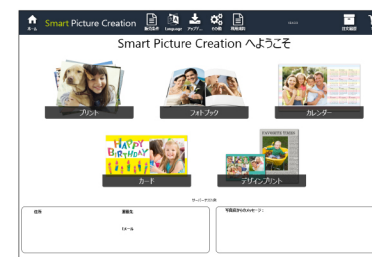 Smart Picture Creation
ホーム
Language
その他
注文履歴
Smart Picture Creation へようこそ
プリント
フォトブック
カレンダー
HAPPY BIRTHDAY
カード
デザインプリント
住所
連絡先
Eメール
写真店からのメッセージ: